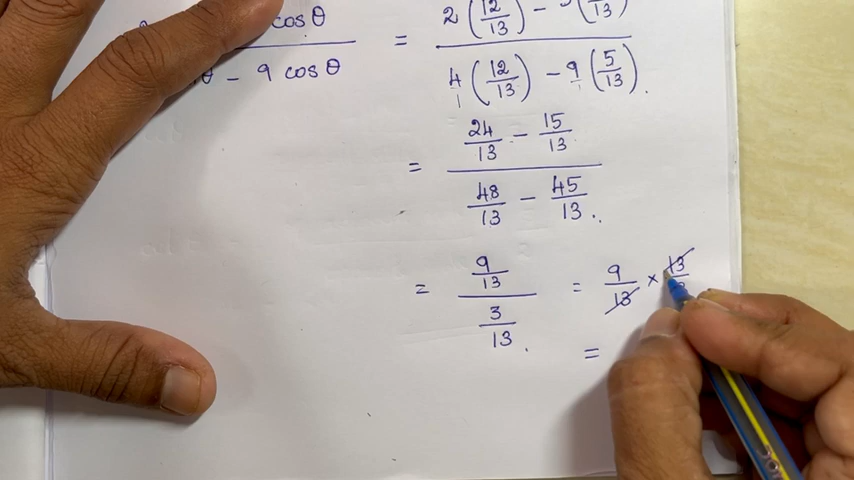 cos θ = 2 (12/13) - 3 (5/13)
θ - 9 cos θ 4 (12/13) - 9 (5/13).
= 24/13 - 15/13
48/13 - 45/13.
= 9/13 = 9/13 × 13/
3/13. =